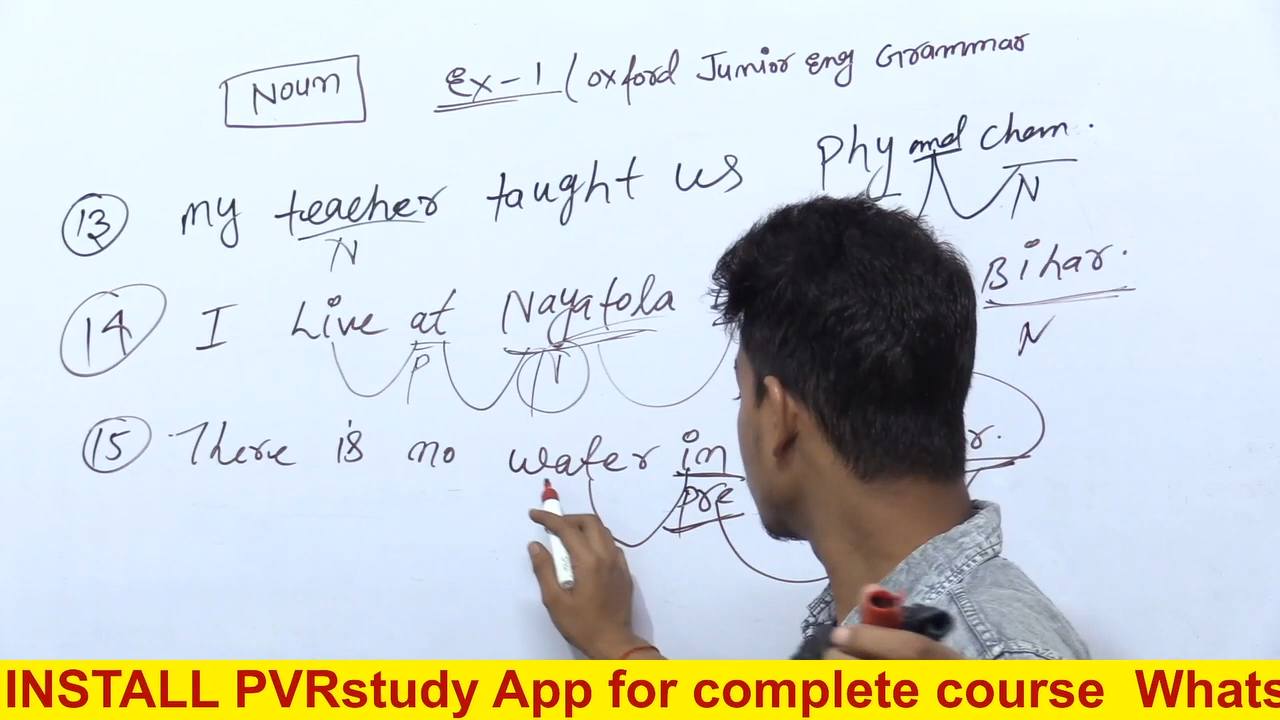 Noun Ex-1 (oxford Junior Eng Grammar
13 my teacher taught us Phy and Chem.
N N
14 I Live at Nayatola Bihar.
P N N
15 There is no water in r.
pre
INSTALL PVRstudy App for complete course Whats